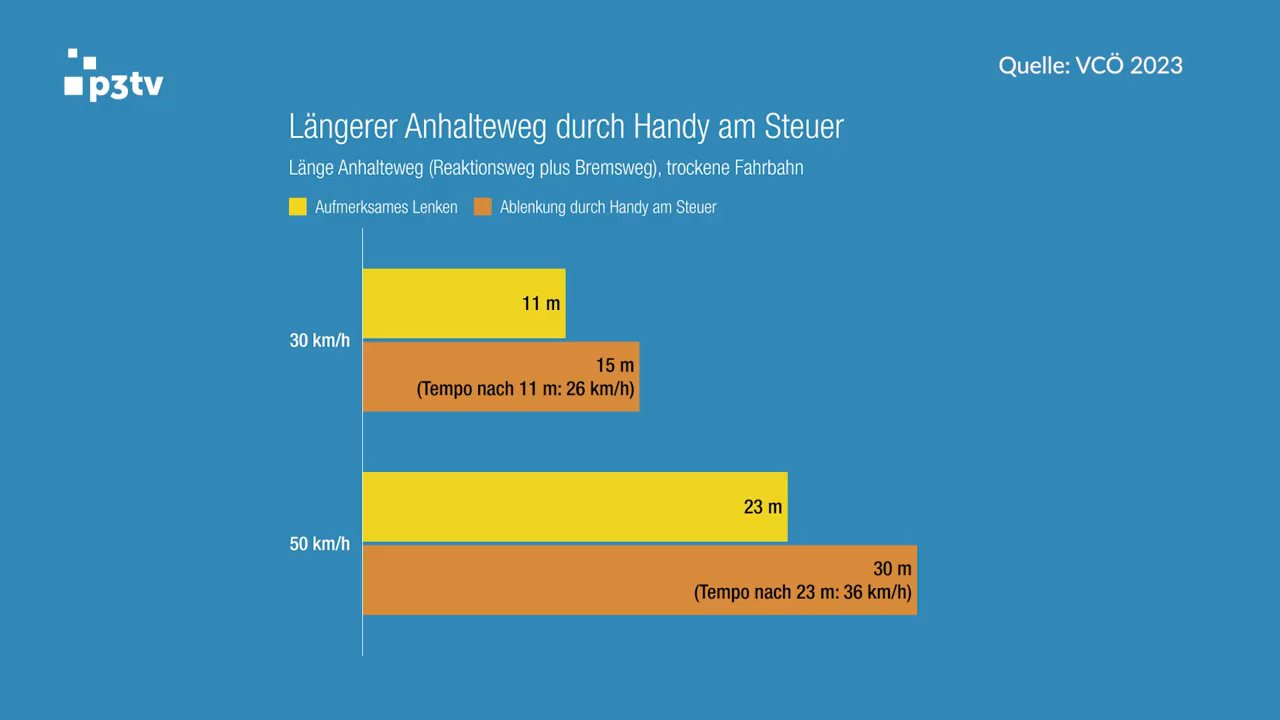 p3tv
Quelle: VCÖ 2023
Längerer Anhalteweg durch Handy am Steuer
Länge Anhalteweg (Reaktionsweg plus Bremsweg), trockene Fahrbahn
Aufmerksames Lenken Ablenkung durch Handy am Steuer
11 m
30 km/h
15 m
(Tempo nach 11 m: 26 km/h)
23 m
50 km/h
30 m
(Tempo nach 23 m: 36 km/h)